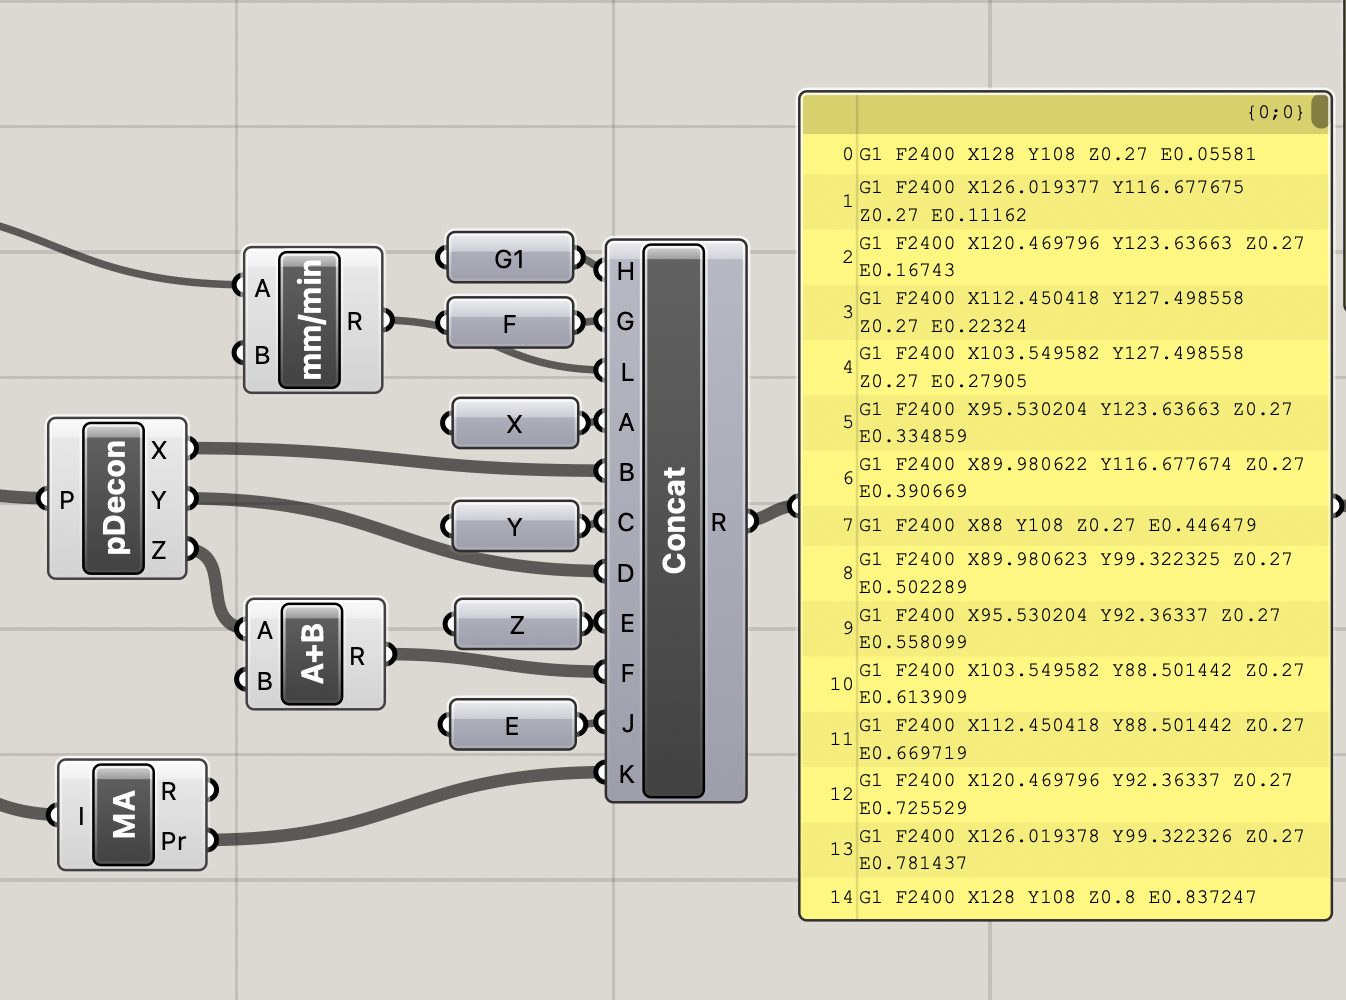 A
B
mm/min
R
G1
F
X
Y
Z
E
P
pDecon
X
Y
Z
A
B
A+B
R
I
MA
R
Pr
H
G
L
A
B
C
D
E
F
J
K
Concat
R
{0;0}
0 G1 F2400 X128 Y108 Z0.27 E0.05581
1 G1 F2400 X126.019377 Y116.677675
Z0.27 E0.11162
2 G1 F2400 X120.469796 Y123.63663 Z0.27
E0.16743
3 G1 F2400 X112.450418 Y127.498558
Z0.27 E0.22324
4 G1 F2400 X103.549582 Y127.498558
Z0.27 E0.27905
5 G1 F2400 X95.530204 Y123.63663 Z0.27
E0.334859
6 G1 F2400 X89.980622 Y116.677674 Z0.27
E0.390669
7 G1 F2400 X88 Y108 Z0.27 E0.446479
8 G1 F2400 X89.980623 Y99.322325 Z0.27
E0.502289
9 G1 F2400 X95.530204 Y92.36337 Z0.27
E0.558099
10 G1 F2400 X103.549582 Y88.501442 Z0.27
E0.613909
11 G1 F2400 X112.450418 Y88.501442 Z0.27
E0.669719
12 G1 F2400 X120.469796 Y92.36337 Z0.27
E0.725529
13 G1 F2400 X126.019378 Y99.322326 Z0.27
E0.781437
14 G1 F2400 X128 Y108 Z0.8 E0.837247